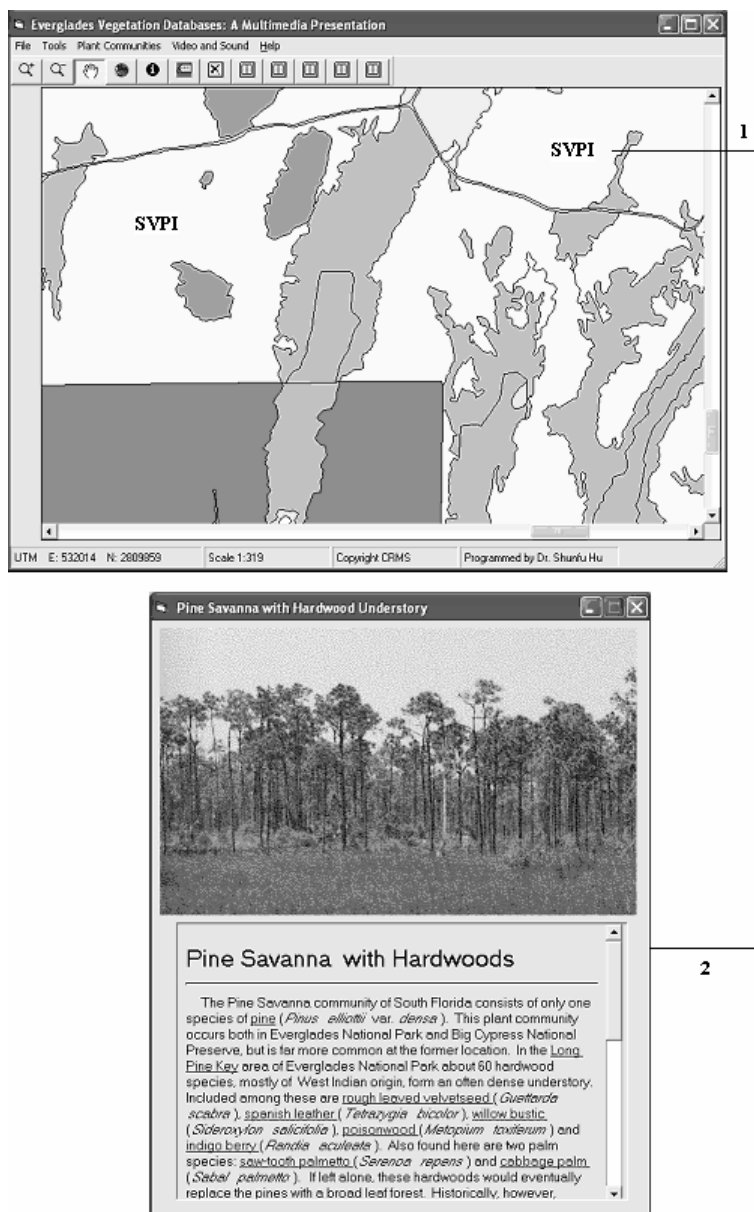 Everglades Vegetation Databases: A Multimedia Presentation
File Tools Plant Communities Video and Sound Help
1
SVPI
SVPI
UTM E: 532014 N: 2809859 Scale 1:319 Copyright CRMS Programmed by Dr. Shunfu Hu
Pine Savanna with Hardwood Understory
2
Pine Savanna with Hardwoods
The Pine Savanna community of South Florida consists of only one
species of pine (Pinus elliottii var. densa). This plant community
occurs both in Everglades National Park and Big Cypress National
Preserve, but is far more common at the former location. In the Long
Pine Key area of Everglades National Park about 60 hardwood
species, mostly of West Indian origin, form an often dense understory.
Included among these are rough leaved velvetseed (Guettarda
scabra), spanish leather (Tetrazygia bicolor), willow bustic
(Sideroxylon salicifolia), poisonwood (Metopium toxiferum) and
indigo berry (Randia aculeata). Also found here are two palm
species: saw-tooth palmetto (Serenoa repens) and cabbage palm
(Sabal palmetto). If left alone, these hardwoods would eventually
replace the pines with a broad leaf forest. Historically, however,